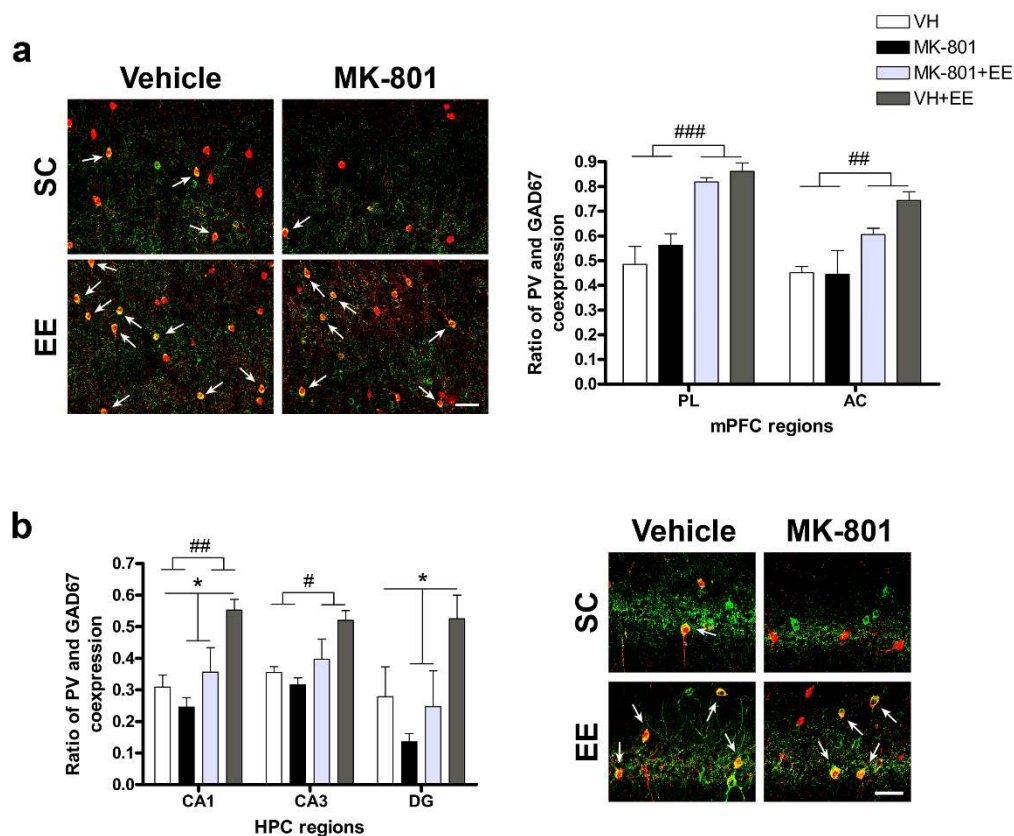 a
Vehicle MK-801
SC
EE
VH
MK-801
MK-801+EE
VH+EE
###
##
Ratio of PV and GAD67
coexpression
0.9
0.8
0.7
0.6
0.5
0.4
0.3
0.2
0.1
0.0
PL AC
mPFC regions
b
##
*
#
*
Ratio of PV and GAD67
coexpression
0.7
0.6
0.5
0.4
0.3
0.2
0.1
0.0
CA1 CA3 DG
HPC regions
Vehicle MK-801
SC
EE